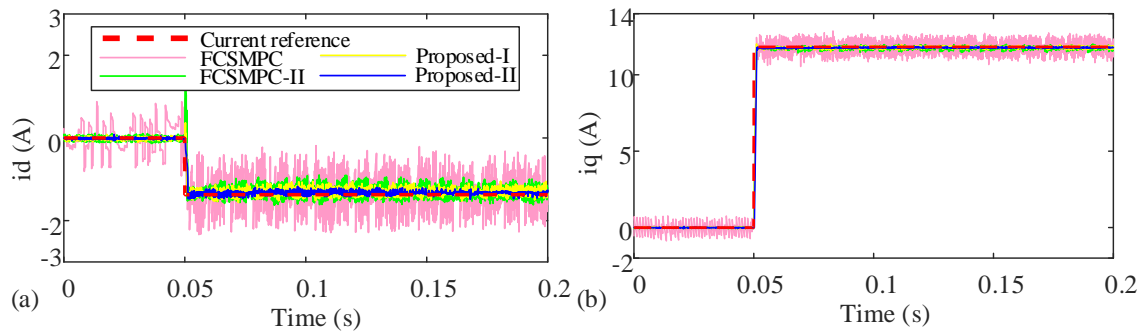 3
2
0
-2
-3
id (A)
Current reference
FCSMPC
FCSMPC-II
Proposed-I
Proposed-II
0
0.05
0.1
0.15
0.2
Time (s)
(a)
14
10
5
0
-2
iq (A)
0
0.05
0.1
0.15
0.2
Time (s)
(b)